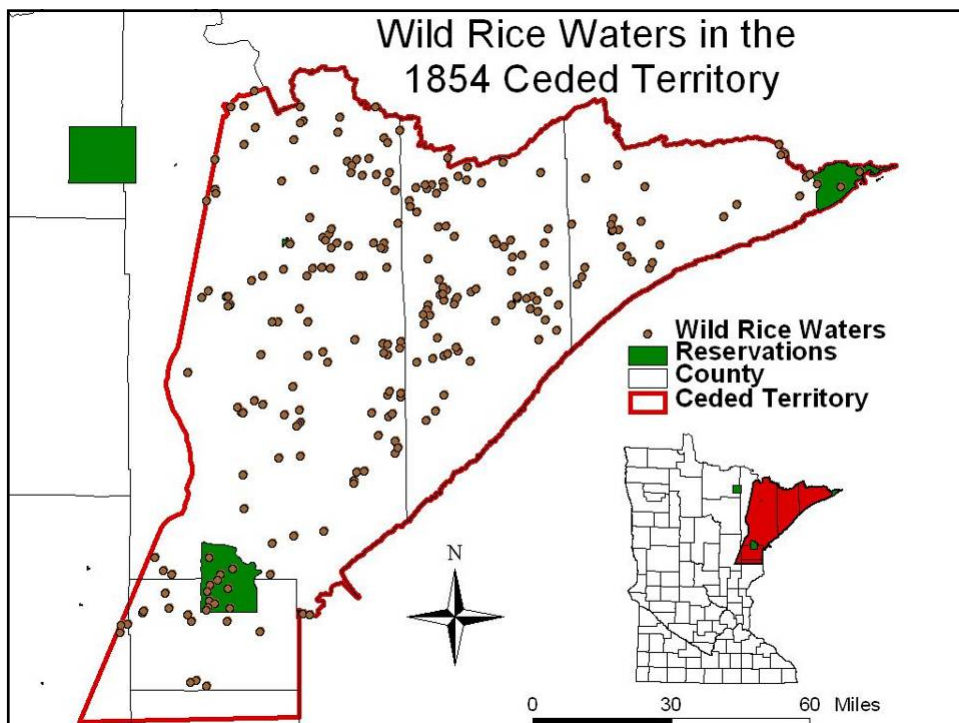 Wild Rice Waters in the
1854 Ceded Territory
Wild Rice Waters
Reservations
County
Ceded Territory
N
0 30 60 Miles